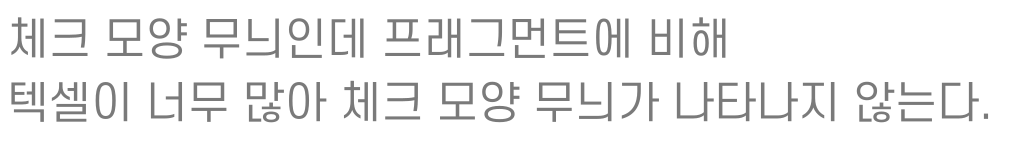 체크 모양 무늬인데 프래그먼트에 비해
텍셀이 너무 많아 체크 모양 무늬가 나타나지 않는다.